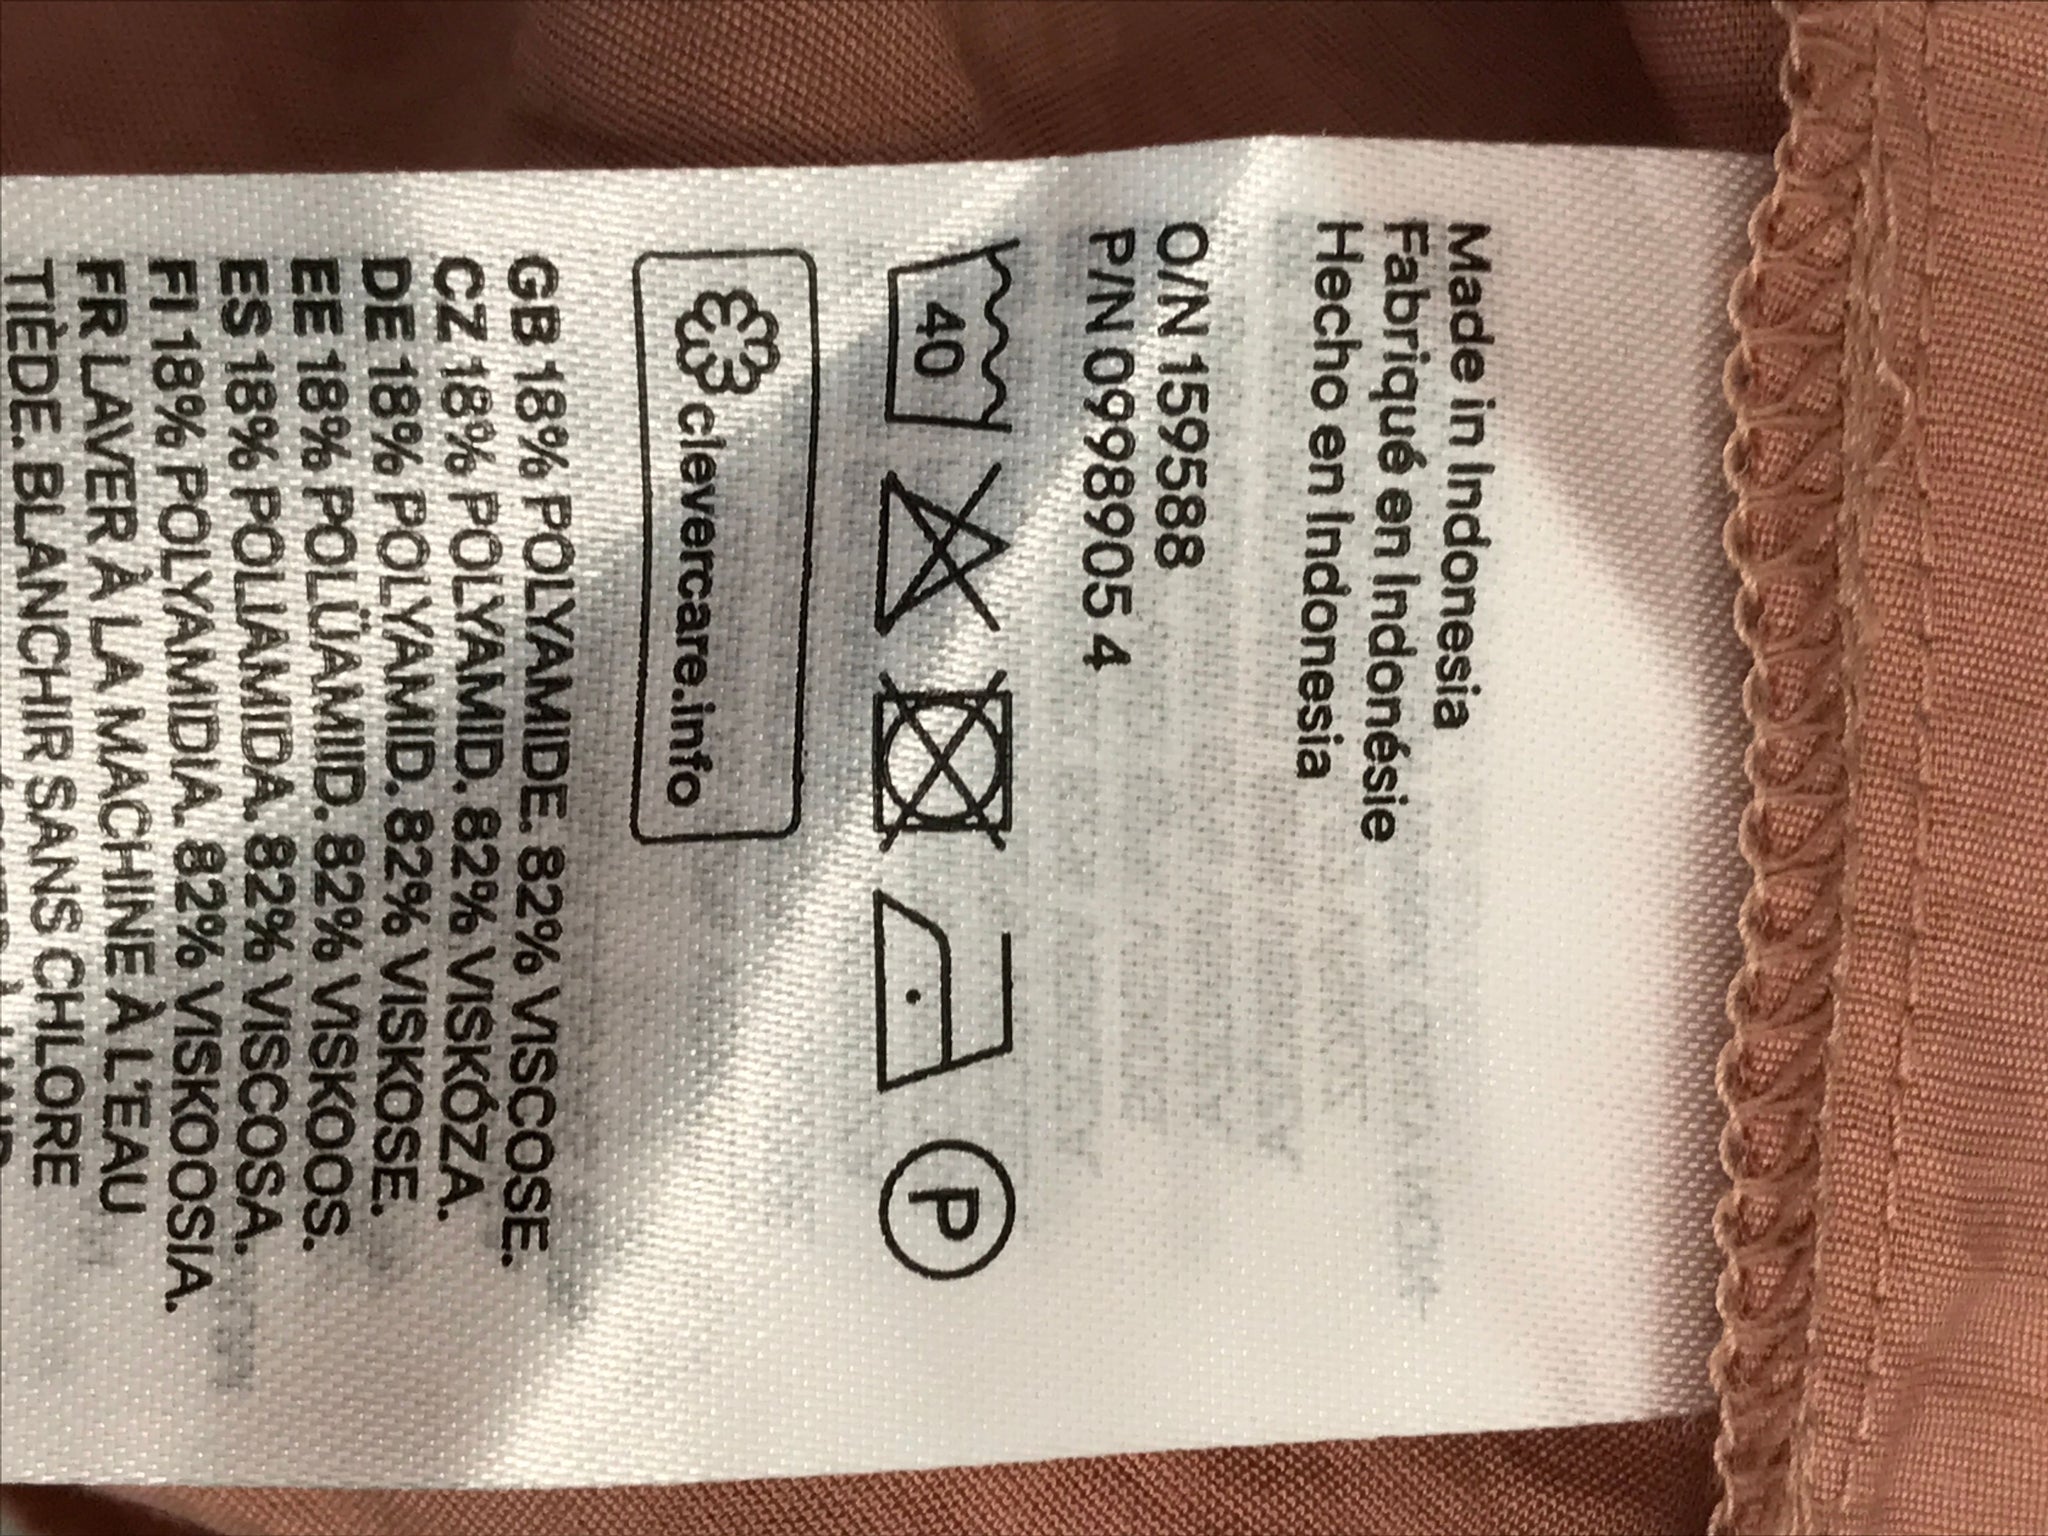 Made in Indonesia
Fabriqué en Indonésie
Hecho en Indonesia
O/N 159588
P/N 0998905 4
40
P
clevercare.info
GB 18% POLYAMIDE. 82% VISCOSE.
CZ 18% POLYAMID. 82% VISKÓZA.
DE 18% POLYAMID. 82% VISKOSE.
EE 18% POLÜAMIID. 82% VISKOOS.
ES 18% POLIAMIDA. 82% VISCOSA.
FI 18% POLYAMIDIA. 82% VISKOOSIA.
FR LAVER À LA MACHINE À L'EAU
TIÈDE. BLANCHIR SANS CHLORE